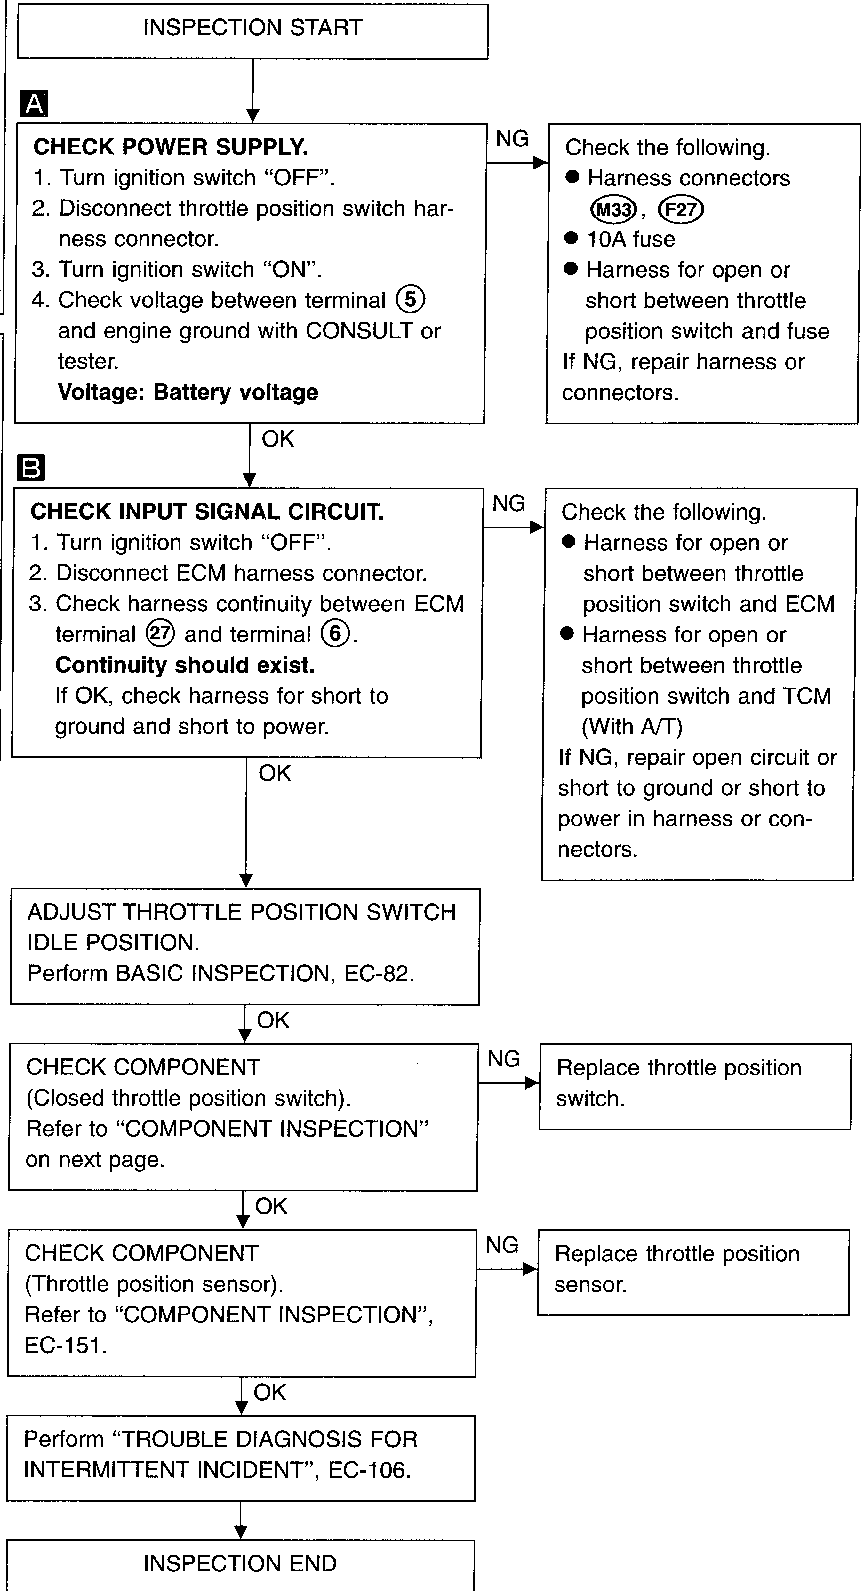 INSPECTION START
A
CHECK POWER SUPPLY.
1. Turn ignition switch “OFF”.
2. Disconnect throttle position switch har-
ness connector.
3. Turn ignition switch “ON”.
4. Check voltage between terminal ⑤
and engine ground with CONSULT or
tester.
Voltage: Battery voltage
NG
Check the following.
● Harness connectors
M33, F27
● 10A fuse
● Harness for open or
short between throttle
position switch and fuse
If NG, repair harness or
connectors.
OK
B
CHECK INPUT SIGNAL CIRCUIT.
1. Turn ignition switch “OFF”.
2. Disconnect ECM harness connector.
3. Check harness continuity between ECM
terminal ㉗ and terminal ⑥.
Continuity should exist.
If OK, check harness for short to
ground and short to power.
NG
Check the following.
● Harness for open or
short between throttle
position switch and ECM
● Harness for open or
short between throttle
position switch and TCM
(With A/T)
If NG, repair open circuit or
short to ground or short to
power in harness or con-
nectors.
OK
ADJUST THROTTLE POSITION SWITCH
IDLE POSITION.
Perform BASIC INSPECTION, EC-82.
OK
CHECK COMPONENT
(Closed throttle position switch).
Refer to “COMPONENT INSPECTION”
on next page.
NG
Replace throttle position
switch.
OK
CHECK COMPONENT
(Throttle position sensor).
Refer to “COMPONENT INSPECTION”,
EC-151.
NG
Replace throttle position
sensor.
OK
Perform “TROUBLE DIAGNOSIS FOR
INTERMITTENT INCIDENT”, EC-106.
INSPECTION END